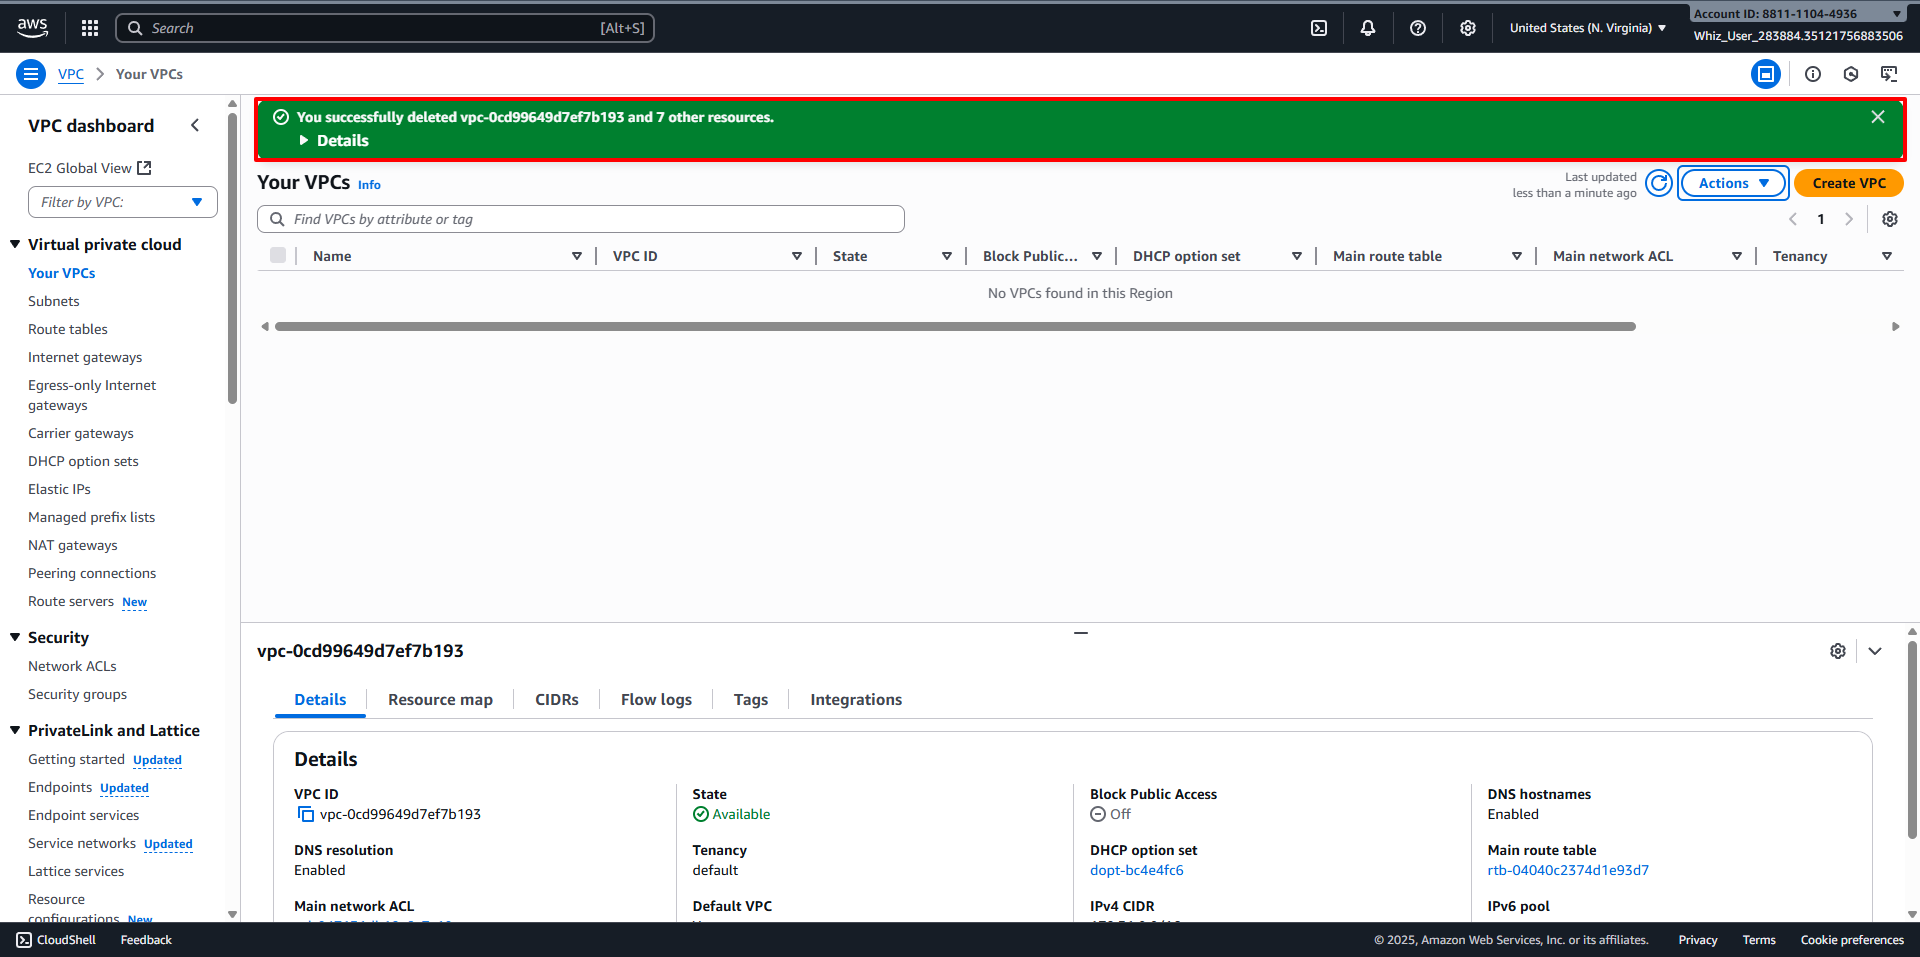 aws
Search [Alt+S]
United States (N. Virginia)
Account ID: 8811-1104-4936
Whiz_User_283884.35121756883506
VPC Your VPCs
VPC dashboard
EC2 Global View
Filter by VPC:
Virtual private cloud
Your VPCs
Subnets
Route tables
Internet gateways
Egress-only Internet
gateways
Carrier gateways
DHCP option sets
Elastic IPs
Managed prefix lists
NAT gateways
Peering connections
Route servers New
Security
Network ACLs
Security groups
PrivateLink and Lattice
Getting started Updated
Endpoints Updated
Endpoint services
Service networks Updated
Lattice services
Resource
configurations New
You successfully deleted vpc-0cd99649d7ef7b193 and 7 other resources.
Details
Your VPCs Info
Last updated
less than a minute ago
Actions
Create VPC
Find VPCs by attribute or tag
1
Name VPC ID State Block Public... DHCP option set Main route table Main network ACL Tenancy
No VPCs found in this Region
vpc-0cd99649d7ef7b193
Details Resource map CIDRs Flow logs Tags Integrations
Details
VPC ID
vpc-0cd99649d7ef7b193
State
Available
Block Public Access
Off
DNS hostnames
Enabled
DNS resolution
Enabled
Tenancy
default
DHCP option set
dopt-bc4e4fc6
Main route table
rtb-04040c2374d1e93d7
Main network ACL
Default VPC
IPv4 CIDR
IPv6 pool
CloudShell Feedback
© 2025, Amazon Web Services, Inc. or its affiliates. Privacy Terms Cookie preferences